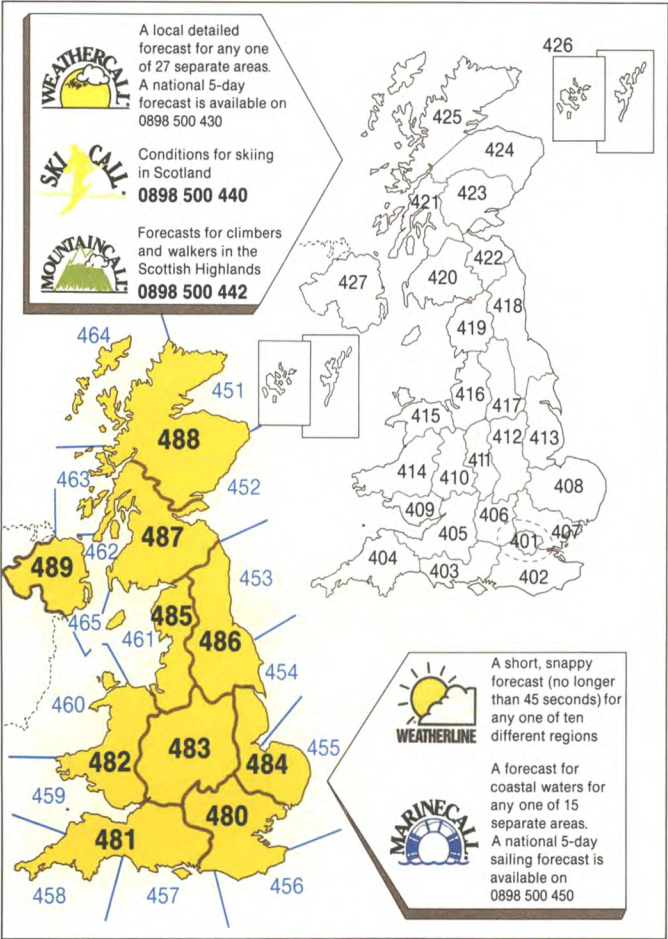 WEATHERCALL
A local detailed
forecast for any one
of 27 separate areas.
A national 5-day
forecast is available on
0898 500 430
SKI CALL
Conditions for skiing
in Scotland
0898 500 440
MOUNTAINCALL
Forecasts for climbers
and walkers in the
Scottish Highlands
0898 500 442
426
425
424
423
421
422
420
427
418
419
416
417
415
412
413
411
414
410
408
409
406
407
405
401
404
403
402
464
451
488
463
452
487
462
489
453
465
461
485
486
454
460
482
483
484
455
459
480
481
458
457
456
WEATHERLINE
A short, snappy
forecast (no longer
than 45 seconds) for
any one of ten
different regions
MARINECALL
A forecast for
coastal waters for
any one of 15
separate areas.
A national 5-day
sailing forecast is
available on
0898 500 450